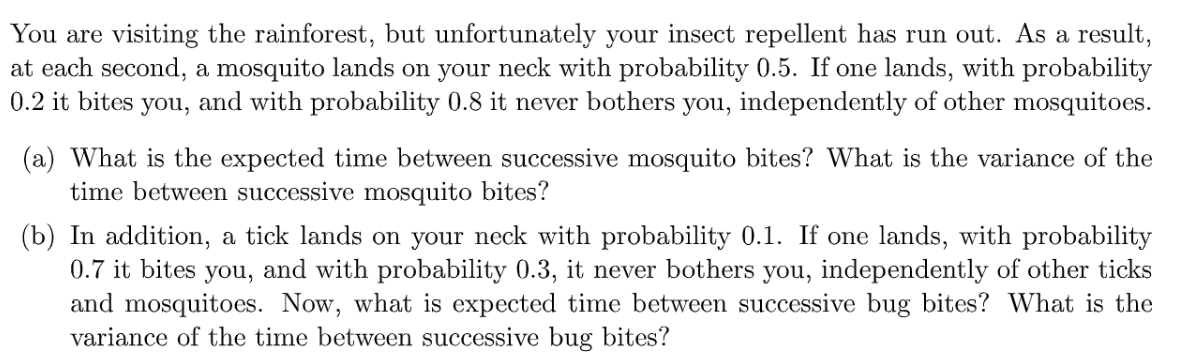 You are visiting the rainforest, but unfortunately your insect repellent has run out. As a result,
at each second, a mosquito lands on your neck with probability 0.5. If one lands, with probability
0.2 it bites you, and with probability 0.8 it never bothers you, independently of other mosquitoes.
(a) What is the expected time between successive mosquito bites? What is the variance of the
time between successive mosquito bites?
(b) In addition, a tick lands on your neck with probability 0.1. If one lands, with probability
0.7 it bites you, and with probability 0.3, it never bothers you, independently of other ticks
and mosquitoes. Now, what is expected time between successive bug bites? What is the
variance of the time between successive bug bites?